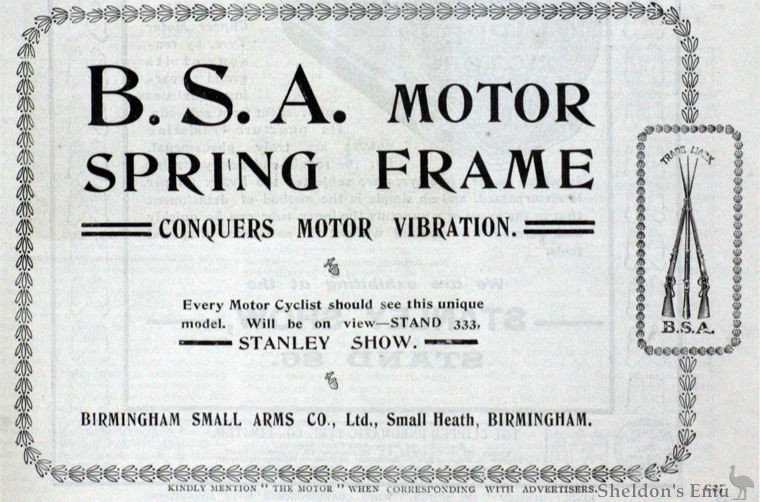 B. S. A. MOTOR
SPRING FRAME
CONQUERS MOTOR VIBRATION.
Every Motor Cyclist should see this unique
model. Will be on view—STAND 333,
STANLEY SHOW.
BIRMINGHAM SMALL ARMS CO., Ltd., Small Heath, BIRMINGHAM.
TRADE MARK
B.S.A.
KINDLY MENTION "THE MOTOR" WHEN CORRESPONDING WITH ADVERTISERS.
Sheldon's Emu